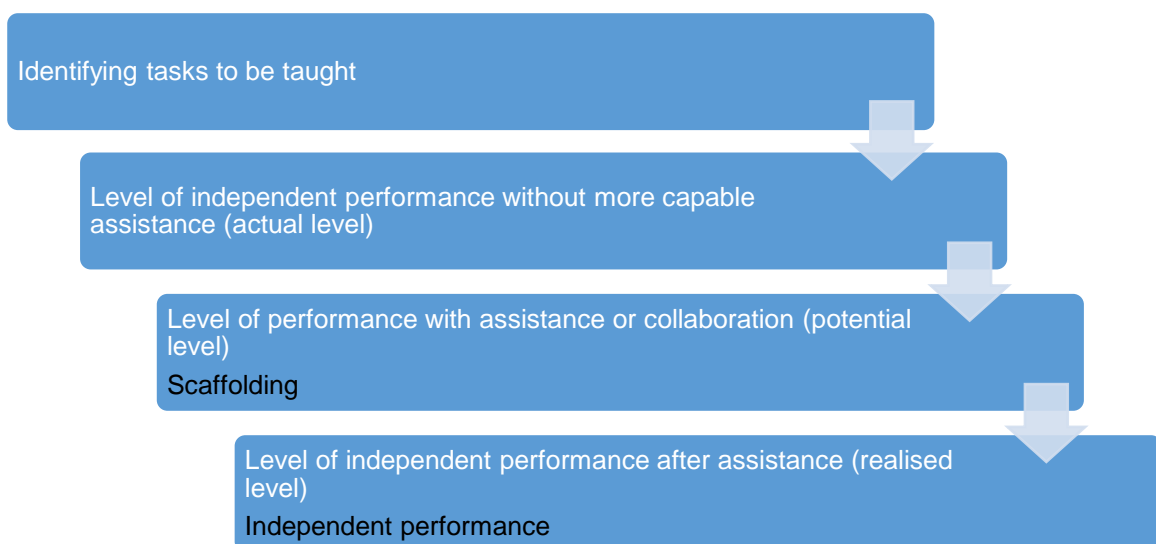 Identifying tasks to be taught
Level of independent performance without more capable
assistance (actual level)
Level of performance with assistance or collaboration (potential
level)
Scaffolding
Level of independent performance after assistance (realised
level)
Independent performance